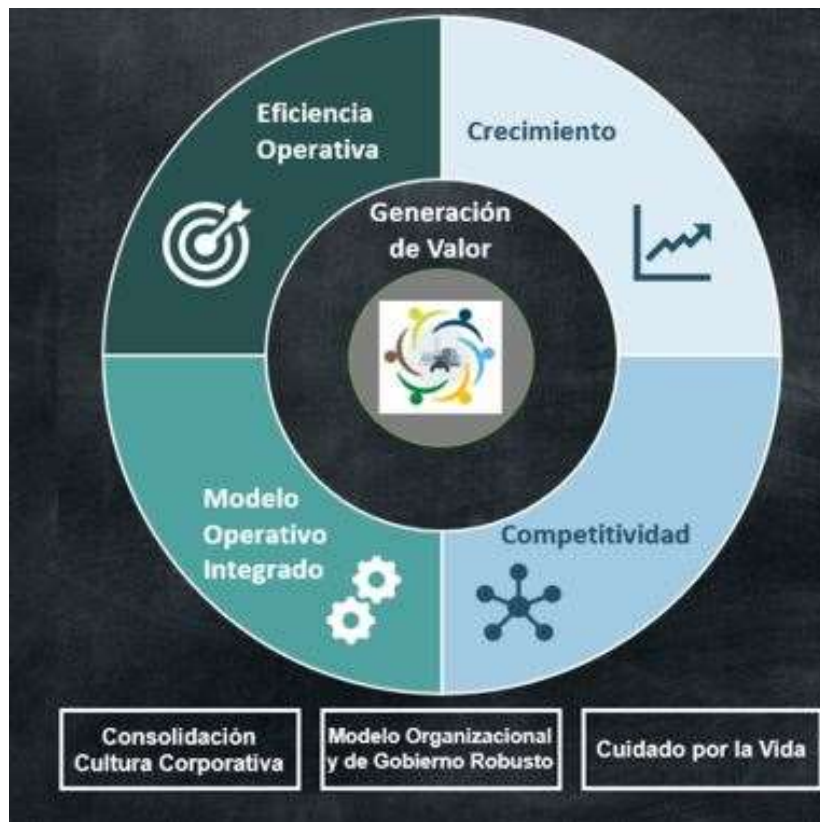 Eficiencia
Operativa
Crecimiento
Generación
de Valor
Modelo
Operativo
Integrado
Competitividad
Consolidación
Cultura Corporativa
Modelo Organizacional
y de Gobierno Robusto
Cuidado por la Vida